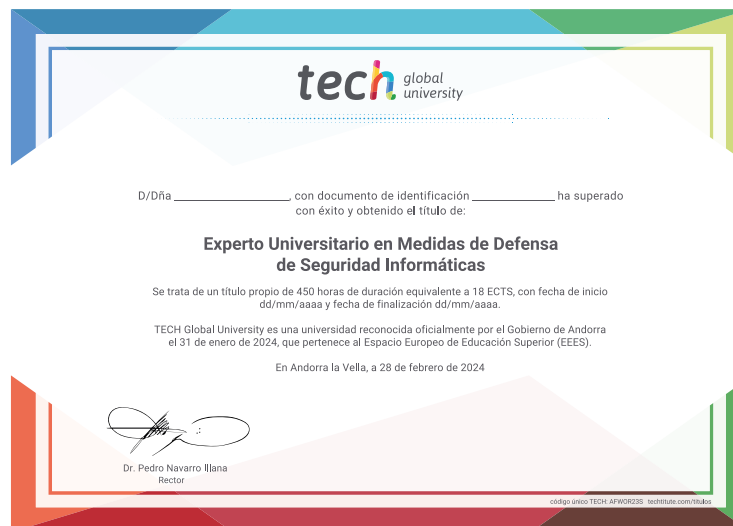 tech global university
D/Dña ____________________, con documento de identificación ______________ ha superado
con éxito y obtenido el título de:
Experto Universitario en Medidas de Defensa
de Seguridad Informáticas
Se trata de un título propio de 450 horas de duración equivalente a 18 ECTS, con fecha de inicio
dd/mm/aaaa y fecha de finalización dd/mm/aaaa.
TECH Global University es una universidad reconocida oficialmente por el Gobierno de Andorra
el 31 de enero de 2024, que pertenece al Espacio Europeo de Educación Superior (EEES).
En Andorra la Vella, a 28 de febrero de 2024
Dr. Pedro Navarro Illana
Rector
código único TECH: AFWOR23S techtitute.com/titulos